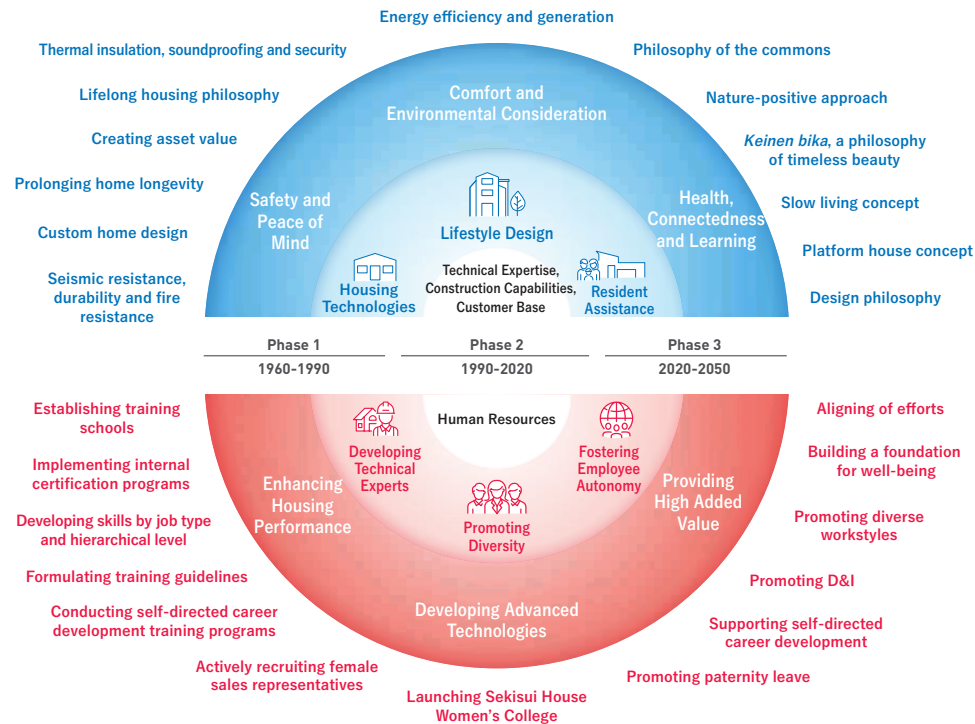 Energy efficiency and generation
Thermal insulation, soundproofing and security
Lifelong housing philosophy
Creating asset value
Prolonging home longevity
Custom home design
Seismic resistance,
durability and fire
resistance
Philosophy of the commons
Nature-positive approach
Keinen bika, a philosophy
of timeless beauty
Slow living concept
Platform house concept
Design philosophy
Comfort and
Environmental Consideration
Safety and
Peace of
Mind
Health,
Connectedness
and Learning
Lifestyle Design
Housing
Technologies
Technical Expertise,
Construction Capabilities,
Customer Base
Resident
Assistance
Phase 1
1960-1990
Phase 2
1990-2020
Phase 3
2020-2050
Human Resources
Developing
Technical
Experts
Promoting
Diversity
Fostering
Employee
Autonomy
Enhancing
Housing
Performance
Developing Advanced
Technologies
Providing
High Added
Value
Establishing training
schools
Implementing internal
certification programs
Developing skills by job type
and hierarchical level
Formulating training guidelines
Conducting self-directed career
development training programs
Actively recruiting female
sales representatives
Launching Sekisui House
Women's College
Aligning of efforts
Building a foundation
for well-being
Promoting diverse
workstyles
Promoting D&I
Supporting self-directed
career development
Promoting paternity leave